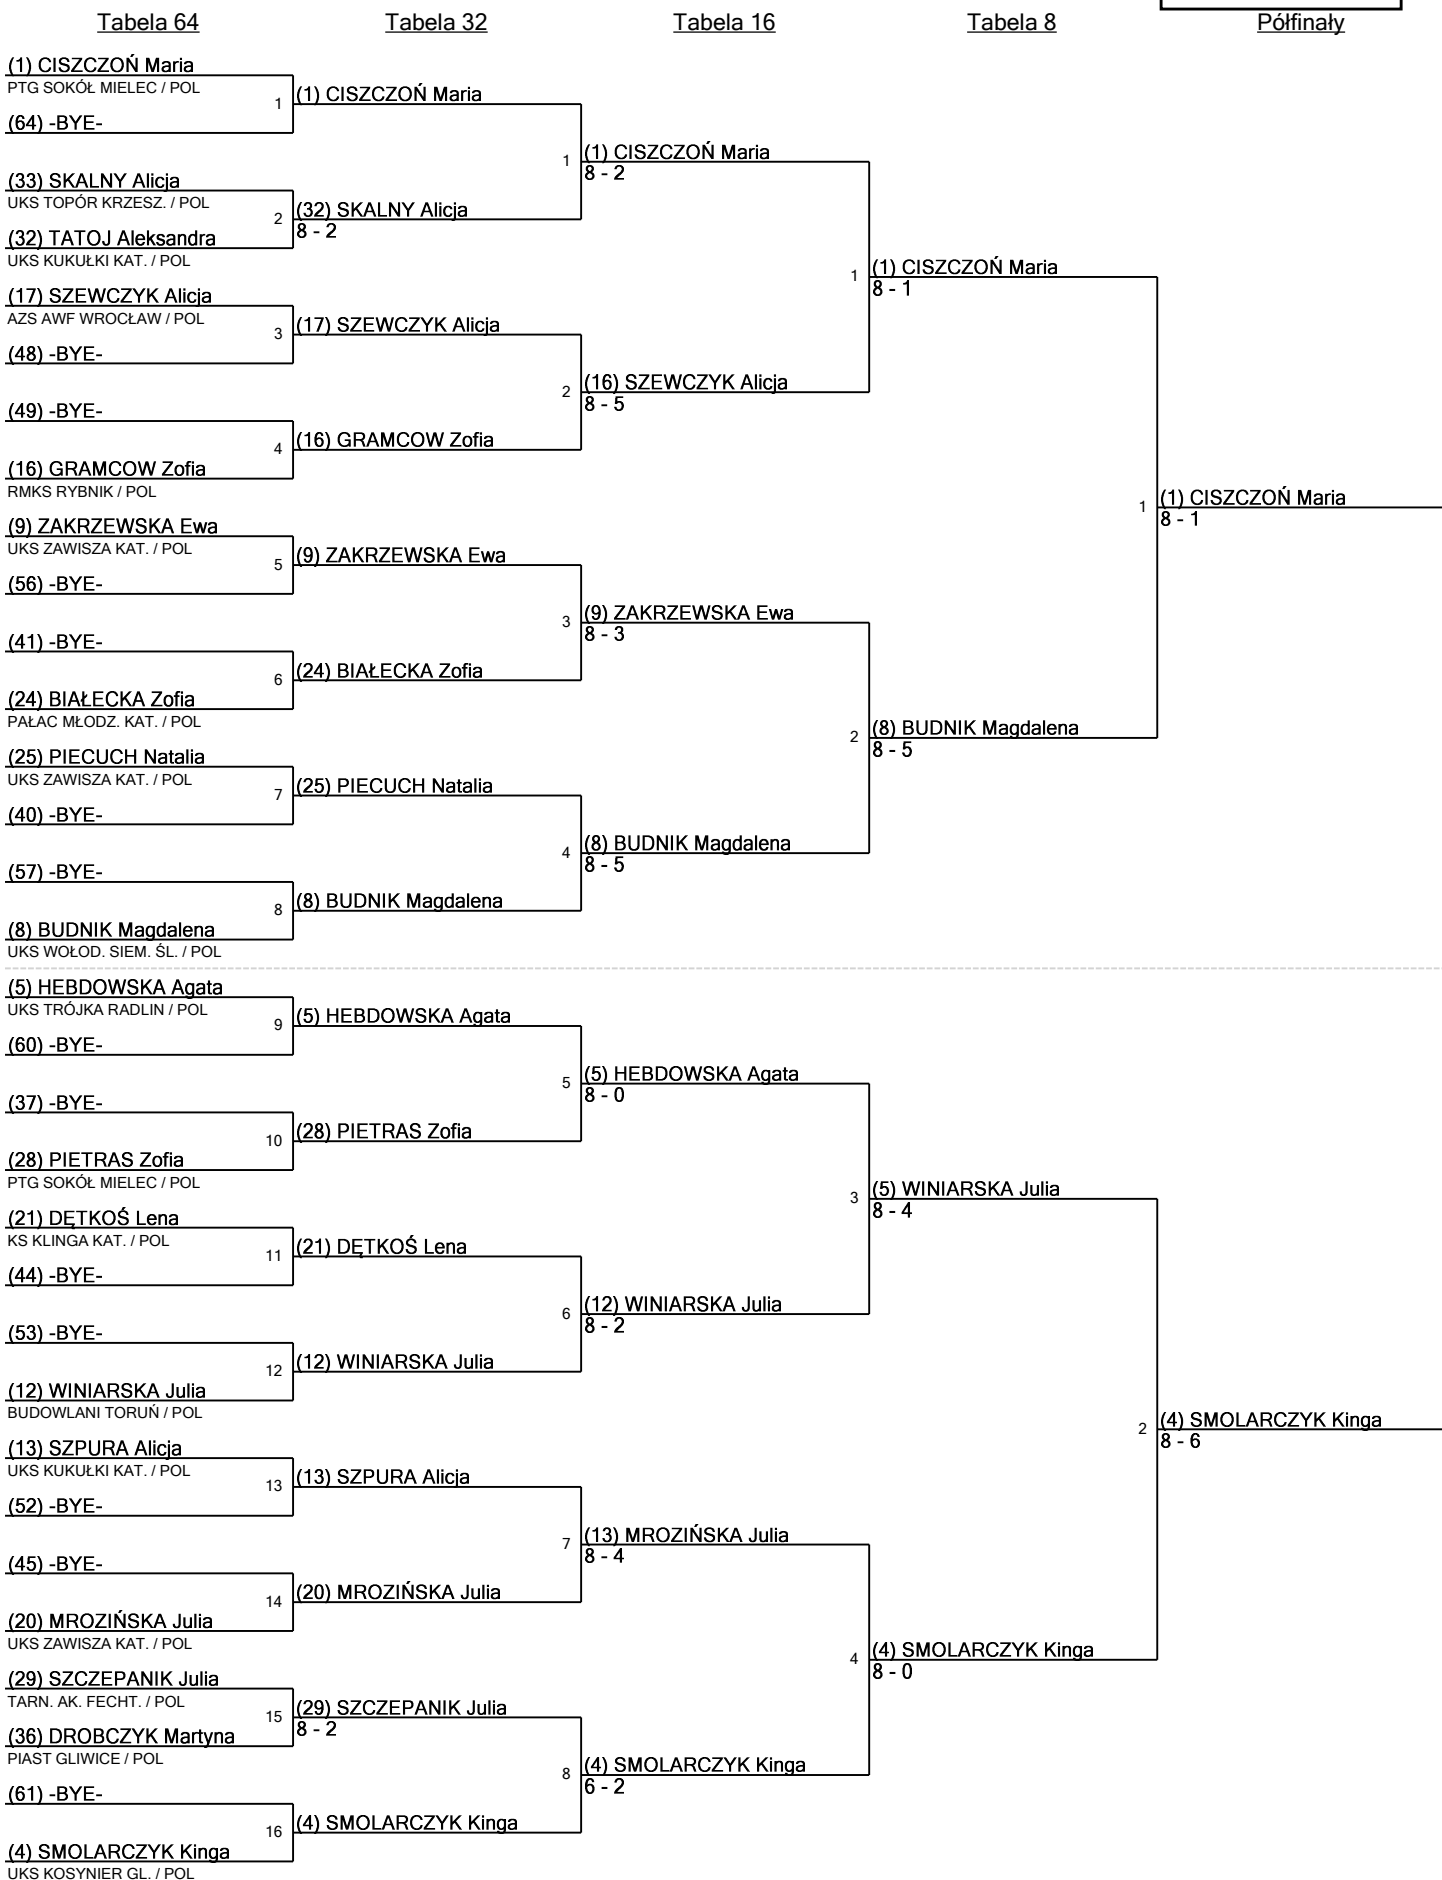 Tabela 64
Tabela 32
Tabela 16
Tabela 8
Półfinały
(1) CISZCZOŃ Maria
PTG SOKÓŁ MIELEC / POL
1
(64) -BYE-
(33) SKALNY Alicja
UKS TOPÓR KRZESZ. / POL
2
(32) TATOJ Aleksandra
UKS KUKUŁKI KAT. / POL
(17) SZEWCZYK Alicja
AZS AWF WROCŁAW / POL
3
(48) -BYE-
(49) -BYE-
4
(16) GRAMCOW Zofia
RMKS RYBNIK / POL
(9) ZAKRZEWSKA Ewa
UKS ZAWISZA KAT. / POL
5
(56) -BYE-
(41) -BYE-
6
(24) BIAŁECKA Zofia
PAŁAC MŁODZ. KAT. / POL
(25) PIECUCH Natalia
UKS ZAWISZA KAT. / POL
7
(40) -BYE-
(57) -BYE-
8
(8) BUDNIK Magdalena
UKS WOŁOD. SIEM. ŚL. / POL
(5) HEBDOWSKA Agata
UKS TRÓJKA RADLIN / POL
9
(60) -BYE-
(37) -BYE-
10
(28) PIETRAS Zofia
PTG SOKÓŁ MIELEC / POL
(21) DĘTKOŚ Lena
KS KLINGA KAT. / POL
11
(44) -BYE-
(53) -BYE-
12
(12) WINIARSKA Julia
BUDOWLANI TORUŃ / POL
(13) SZPURA Alicja
UKS KUKUŁKI KAT. / POL
13
(52) -BYE-
(45) -BYE-
14
(20) MROZIŃSKA Julia
UKS ZAWISZA KAT. / POL
(29) SZCZEPANIK Julia
TARN. AK. FECHT. / POL
15
(36) DROBCZYK Martyna
PIAST GLIWICE / POL
(61) -BYE-
16
(4) SMOLARCZYK Kinga
UKS KOSYNIER GL. / POL
(1) CISZCZOŃ Maria
1
(32) SKALNY Alicja
8 - 2
(17) SZEWCZYK Alicja
2
(16) GRAMCOW Zofia
(9) ZAKRZEWSKA Ewa
3
(24) BIAŁECKA Zofia
(25) PIECUCH Natalia
4
(8) BUDNIK Magdalena
(5) HEBDOWSKA Agata
5
(28) PIETRAS Zofia
(21) DĘTKOŚ Lena
6
(12) WINIARSKA Julia
(13) SZPURA Alicja
7
(20) MROZIŃSKA Julia
(29) SZCZEPANIK Julia
8 - 2
8
(4) SMOLARCZYK Kinga
(1) CISZCZOŃ Maria
8 - 2
1
(16) SZEWCZYK Alicja
8 - 5
(9) ZAKRZEWSKA Ewa
8 - 3
2
(8) BUDNIK Magdalena
8 - 5
(5) HEBDOWSKA Agata
8 - 0
3
(12) WINIARSKA Julia
8 - 2
(13) MROZIŃSKA Julia
8 - 4
4
(4) SMOLARCZYK Kinga
6 - 2
(1) CISZCZOŃ Maria
8 - 1
1
(8) BUDNIK Magdalena
8 - 5
(5) WINIARSKA Julia
8 - 4
2
(4) SMOLARCZYK Kinga
8 - 0
(1) CISZCZOŃ Maria
8 - 1
(4) SMOLARCZYK Kinga
8 - 6